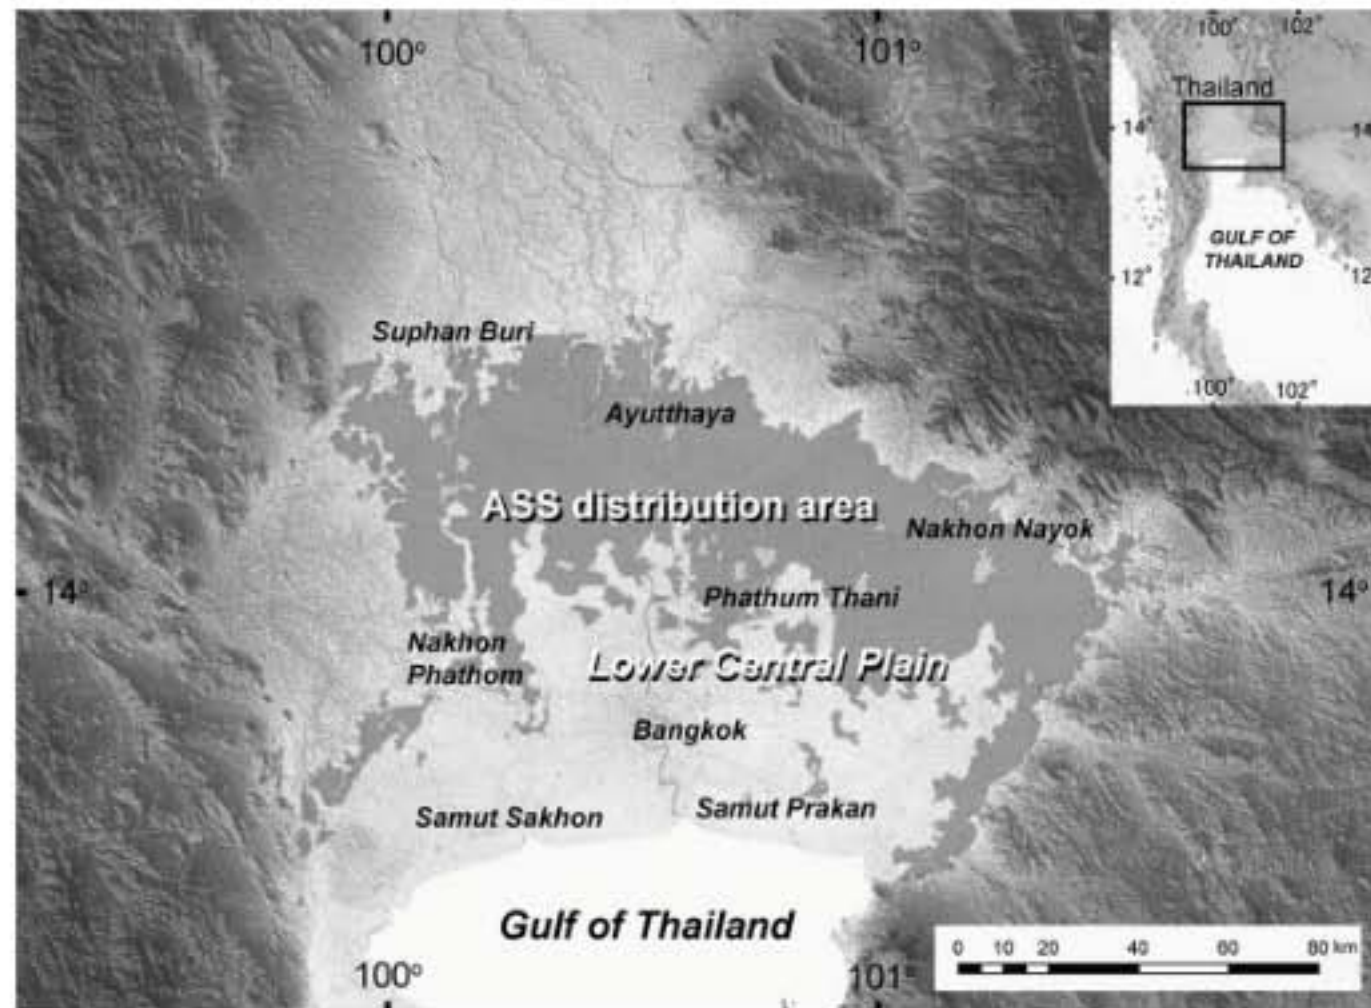 100°
101°
100°
102°
Thailand
14°
GULF OF
THAILAND
12°
12
100°
102°
Suphan Buri
Ayutthaya
ASS distribution area
Nakhon Nayok
14°
Phathum Thani
14°
Nakhon
Phathom
Lower Central Plain
Bangkok
Samut Sakhon
Samut Prakan
Gulf of Thailand
0 10 20 40 60 80 km
100°
101°